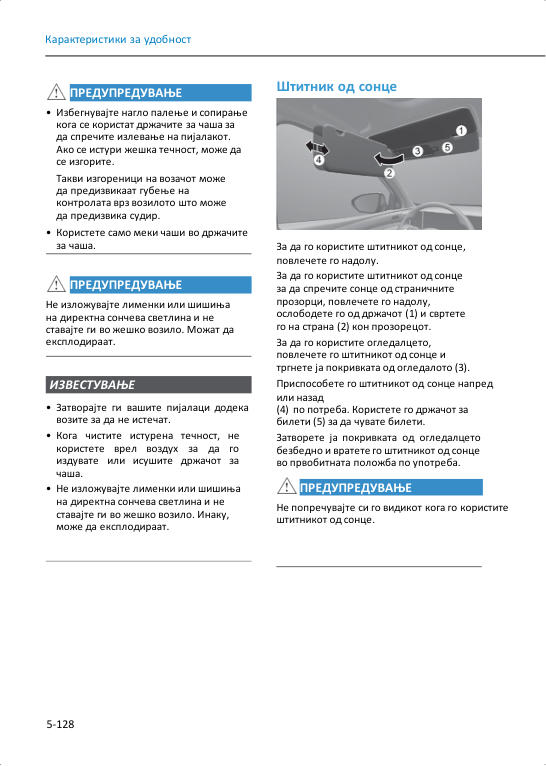 Карактеристики за удобност
ПРЕДУПРЕДУВАЊЕ
• Избегнувајте нагло палење и сопирање
кога се користат држачите за чаша за
да спречите излевање на пијалакот.
Ако се истури жешка течност, може да
се изгорите.
Такви изгореници на возачот може
да предизвикаат губење на
контролата врз возилото што може
да предизвика судир.
• Користете само меки чаши во држачите
за чаша.
ПРЕДУПРЕДУВАЊЕ
Не изложувајте лименки или шишиња
на директна сончева светлина и не
ставајте ги во жешко возило. Можат да
експлодираат.
ИЗВЕСТУВАЊЕ
• Затворајте ги вашите пијалаци додека
возите за да не истечат.
• Кога чистите истурена течност, не
користете врел воздух за да го
издувате или исушите држачот за
чаша.
• Не изложувајте лименки или шишиња
на директна сончева светлина и не
ставајте ги во жешко возило. Инаку,
може да експлодираат.
Штитник од сонце
1
5
3
4
2
За да го користите штитникот од сонце,
повлечете го надолу.
За да го користите штитникот од сонце
за да спречите сонце од страничните
прозорци, повлечете го надолу,
ослободете го од држачот (1) и свртете
го на страна (2) кон прозорецот.
За да го користите огледалцето,
повлечете го штитникот од сонце и
тргнете ја покривката од огледалото (3).
Приспособете го штитникот од сонце напред
или назад
(4) по потреба. Користете го држачот за
билети (5) за да чувате билети.
Затворете ја покривката од огледалцето
безбедно и вратете го штитникот од сонце
во првобитната положба по употреба.
ПРЕДУПРЕДУВАЊЕ
Не попречувајте си го видикот кога го користите
штитникот од сонце.
5-128